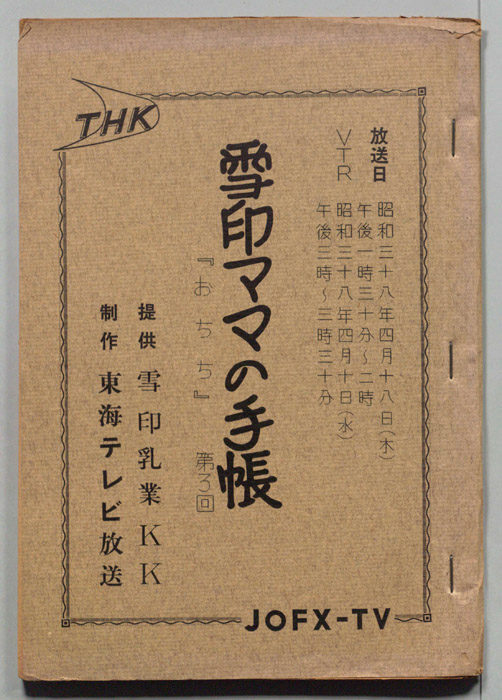 THK
放送日 昭和三十八年四月十八日(木)
午後一時三十分～二時
VTR 昭和三十八年四月十日(水)
午後三時～三時三十分
雪印ママの手帳
『おちち』 第3回
提供 雪印乳業KK
制作 東海テレビ放送
JOFX-TV